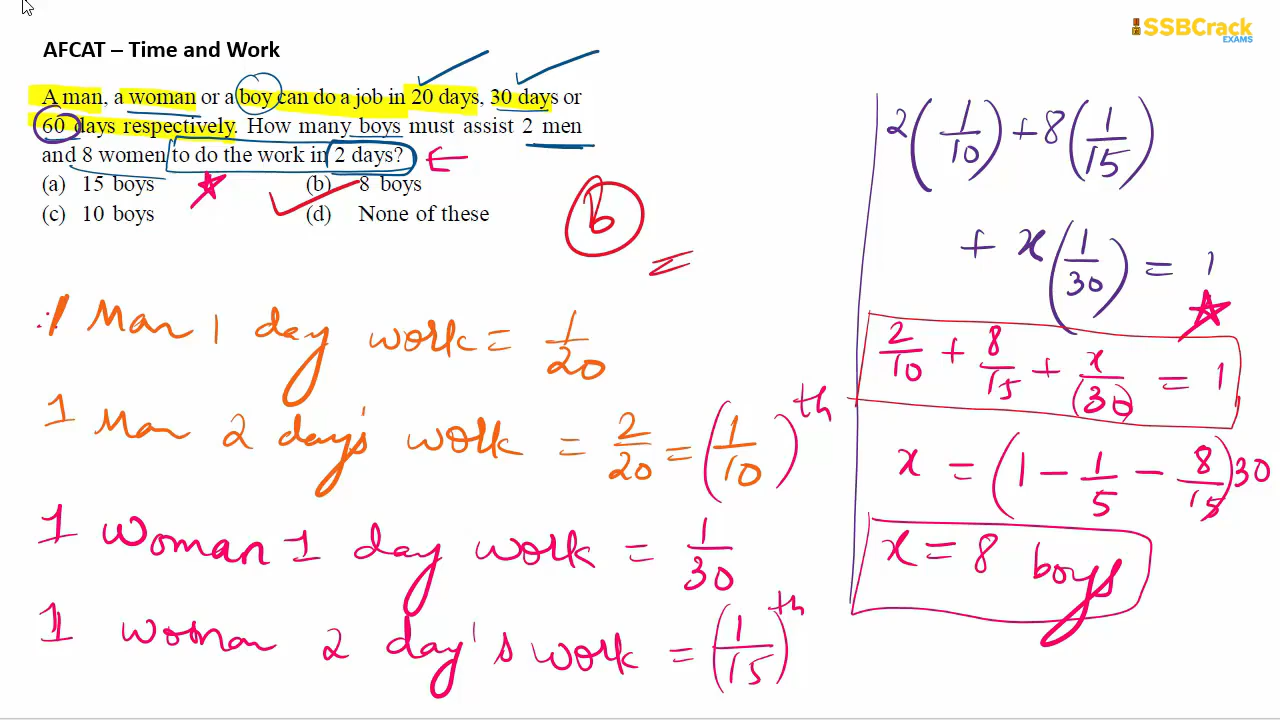 SSBCrack
EXAMS
AFCAT – Time and Work
A man, a woman or a boy can do a job in 20 days, 30 days or
60 days respectively. How many boys must assist 2 men
and 8 women to do the work in 2 days?
(a) 15 boys (b) 8 boys
(c) 10 boys (d) None of these
b
1 Man 1 day work = 1/20
1 Man 2 day's work = 2/20 = (1/10)th
1 Woman 1 day work = 1/30
1 Woman 2 day's work = (1/15)th
2(1/10) + 8(1/15)
+ x(1/30) = 1
2/10 + 8/15 + x/(30) = 1
x = (1 - 1/5 - 8/15)30
x = 8 boys